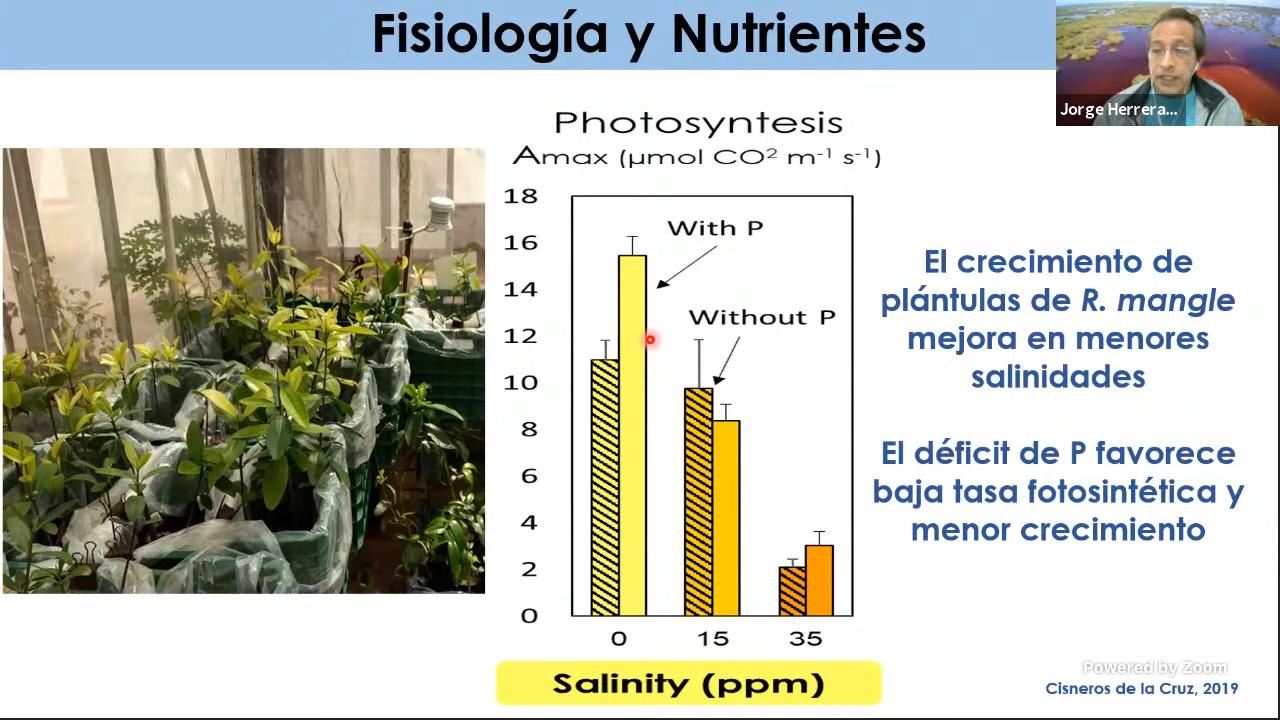 Fisiología y Nutrientes
Jorge Herrera...
Photosyntesis
Amax (µmol CO² m⁻¹ s⁻¹)
18
16
14
12
10
8
6
4
2
0
With P
Without P
0 15 35
Salinity (ppm)
El crecimiento de
plántulas de R. mangle
mejora en menores
salinidades
El déficit de P favorece
baja tasa fotosintética y
menor crecimiento
Powered by Zoom
Cisneros de la Cruz, 2019